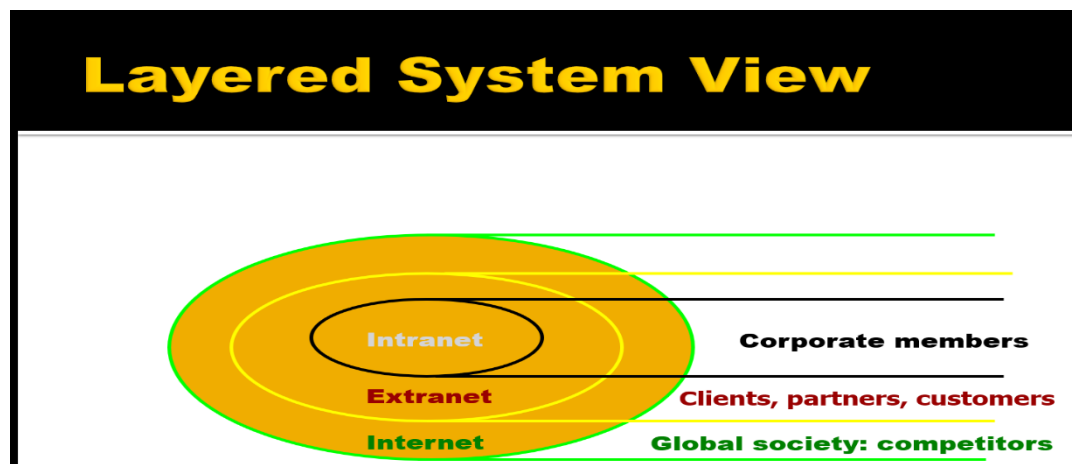 Layered System View
Intranet
Corporate members
Extranet
Clients, partners, customers
Internet
Global society: competitors